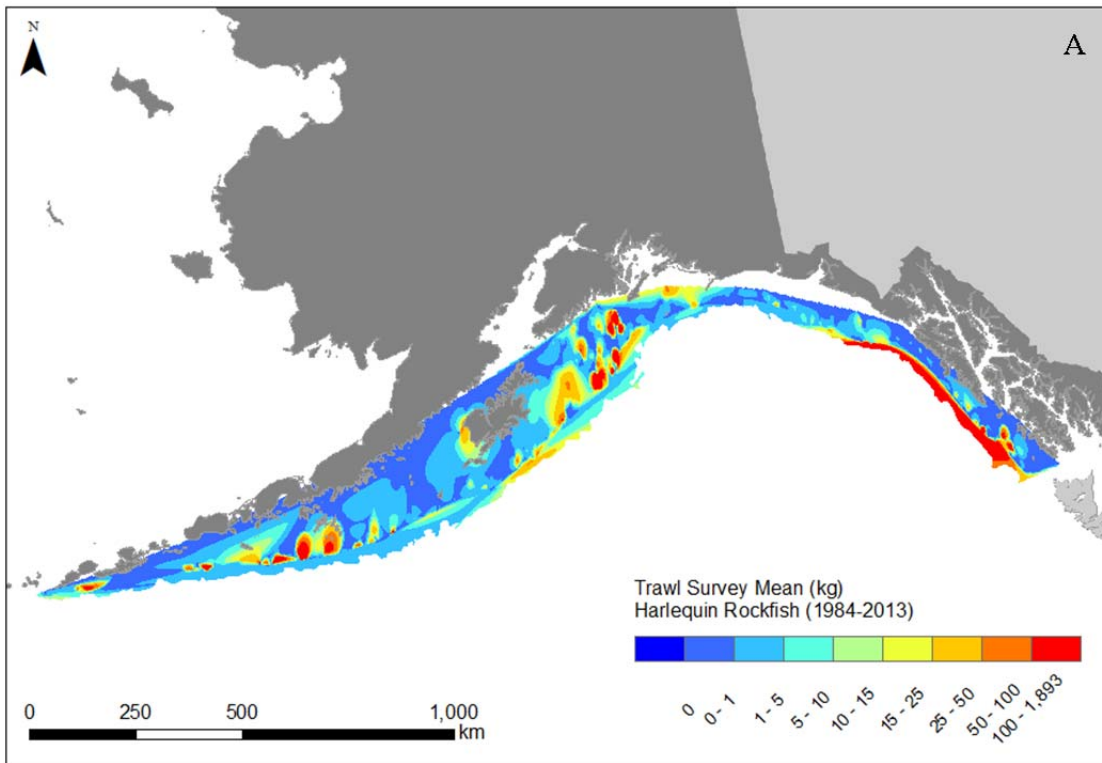 N
A
Trawl Survey Mean (kg)
Harlequin Rockfish (1984-2013)
0
0 - 1
1 - 5
5 - 10
10 - 15
15 - 25
25 - 50
50 - 100
100 - 1,893
0 250 500 1,000
km